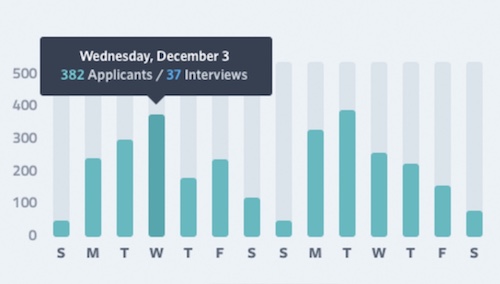 Wednesday, December 3
382 Applicants / 37 Interviews
500
400
300
200
100
0
S M T W T F S S M T W T F S